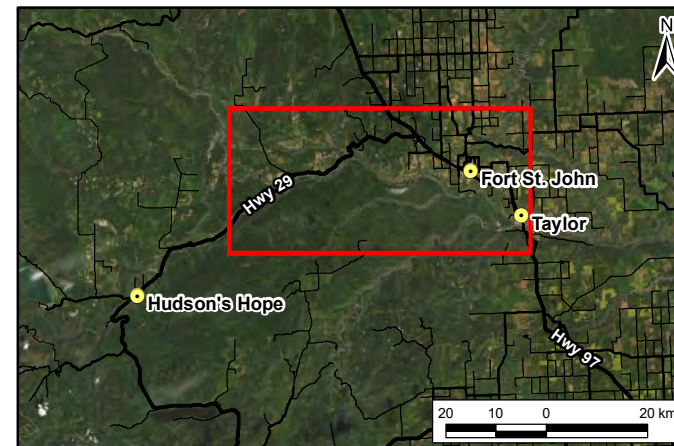 N
Fort St. John
Hwy 29
Taylor
Hudson's Hope
Hwy 97
20 10 0 20 km